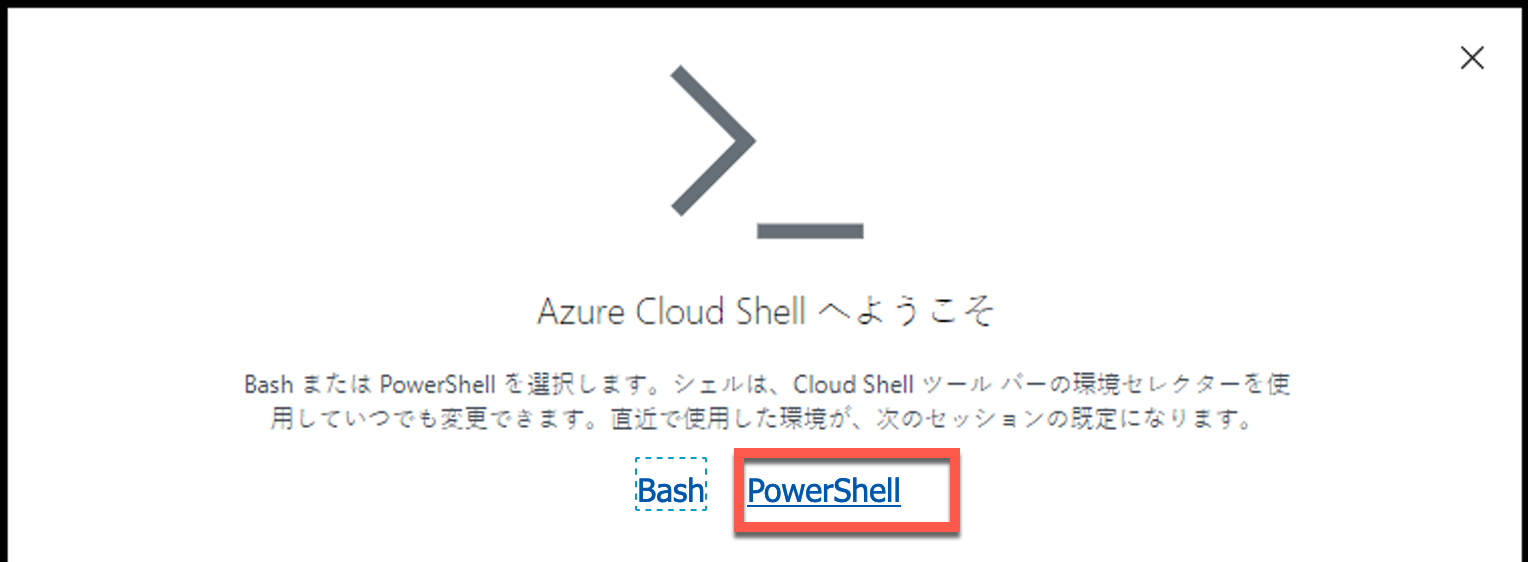 Azure Cloud Shell へようこそ
Bash または PowerShell を選択します。シェルは、Cloud Shell ツール バーの環境セレクターを使
用していつでも変更できます。直近で使用した環境が、次のセッションの既定になります。
Bash PowerShell